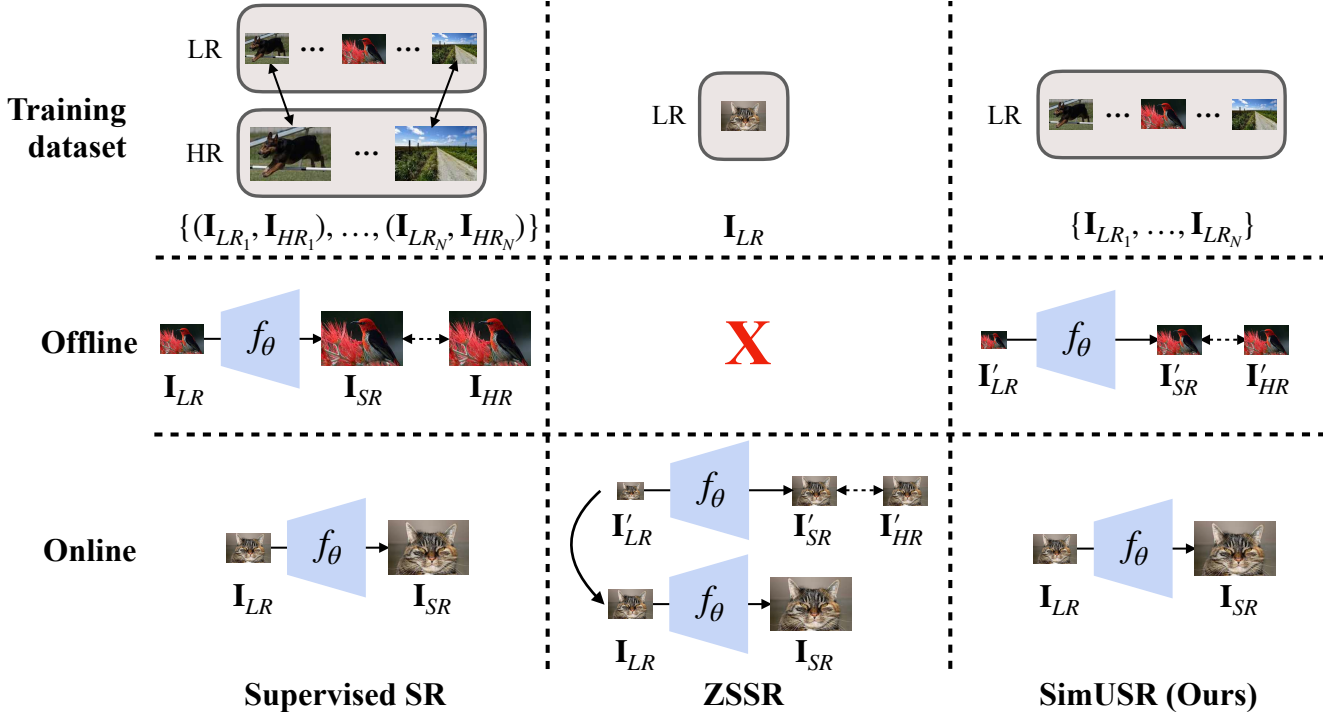 LR ... ...
Training dataset
HR ...
{(I_{LR_1}, I_{HR_1}), ..., (I_{LR_N}, I_{HR_N})}
LR
I_{LR}
LR ... ...
{I_{LR_1}, ..., I_{LR_N}}
Offline
f_θ
I_{LR} I_{SR} I_{HR}
X
f_θ
I′_{LR} I′_{SR} I′_{HR}
Online
f_θ
I_{LR} I_{SR}
f_θ
I′_{LR} I′_{SR} I′_{HR}
f_θ
I_{LR} I_{SR}
f_θ
I_{LR} I_{SR}
Supervised SR
ZSSR
SimUSR (Ours)